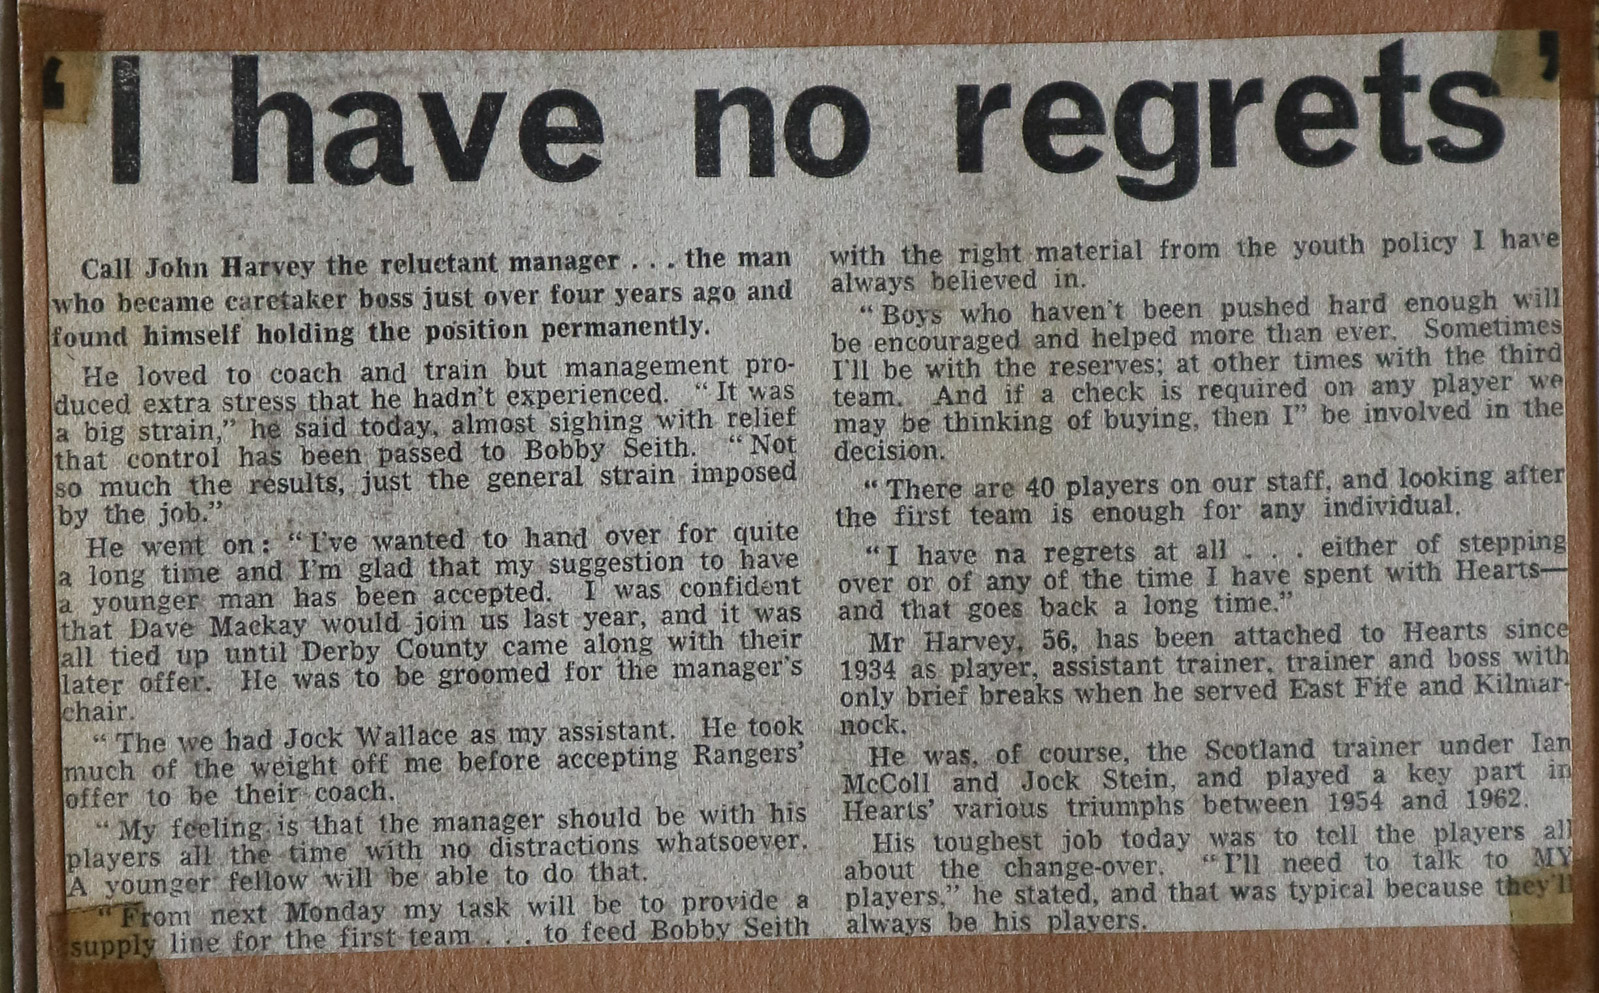 ‘I have no regrets’
Call John Harvey the reluctant manager . . . the man
who became caretaker boss just over four years ago and
found himself holding the position permanently.
He loved to coach and train but management pro-
duced extra stress that he hadn't experienced. “It was
a big strain,” he said today, almost sighing with relief
that control has been passed to Bobby Seith. “Not
so much the results, just the general strain imposed
by the job.”
He went on: “I've wanted to hand over for quite
a long time and I'm glad that my suggestion to have
a younger man has been accepted. I was confident
that Dave Mackay would join us last year, and it was
all tied up until Derby County came along with their
later offer. He was to be groomed for the manager's
chair.
“The we had Jock Wallace as my assistant. He took
much of the weight off me before accepting Rangers'
offer to be their coach.
“My feeling is that the manager should be with his
players all the time with no distractions whatsoever.
A younger fellow will be able to do that.
“From next Monday my task will be to provide a
supply line for the first team . . . to feed Bobby Seith
with the right material from the youth policy I have
always believed in.
“Boys who haven't been pushed hard enough will
be encouraged and helped more than ever. Sometimes
I'll be with the reserves; at other times with the third
team. And if a check is required on any player we
may be thinking of buying, then I” be involved in the
decision.
“There are 40 players on our staff, and looking after
the first team is enough for any individual.
“I have na regrets at all . . . either of stepping
over or of any of the time I have spent with Hearts—
and that goes back a long time.”
Mr Harvey, 56, has been attached to Hearts since
1934 as player, assistant trainer, trainer and boss with
only brief breaks when he served East Fife and Kilmar-
nock.
He was, of course, the Scotland trainer under Ian
McColl and Jock Stein, and played a key part in
Hearts' various triumphs between 1954 and 1962.
His toughest job today was to tell the players all
about the change-over. “I'll need to talk to MY
players,” he stated, and that was typical because they'll
always be his players.